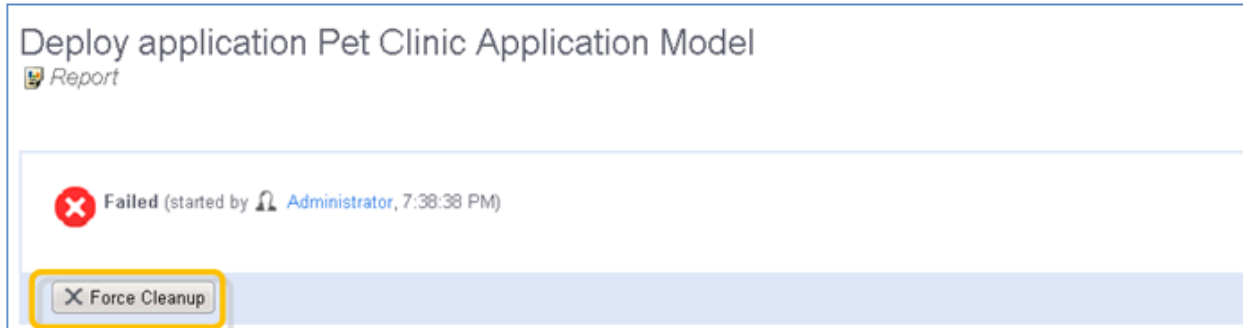 Deploy application Pet Clinic Application Model
Report
Failed (started by Administrator, 7:38:38 PM)
Force Cleanup